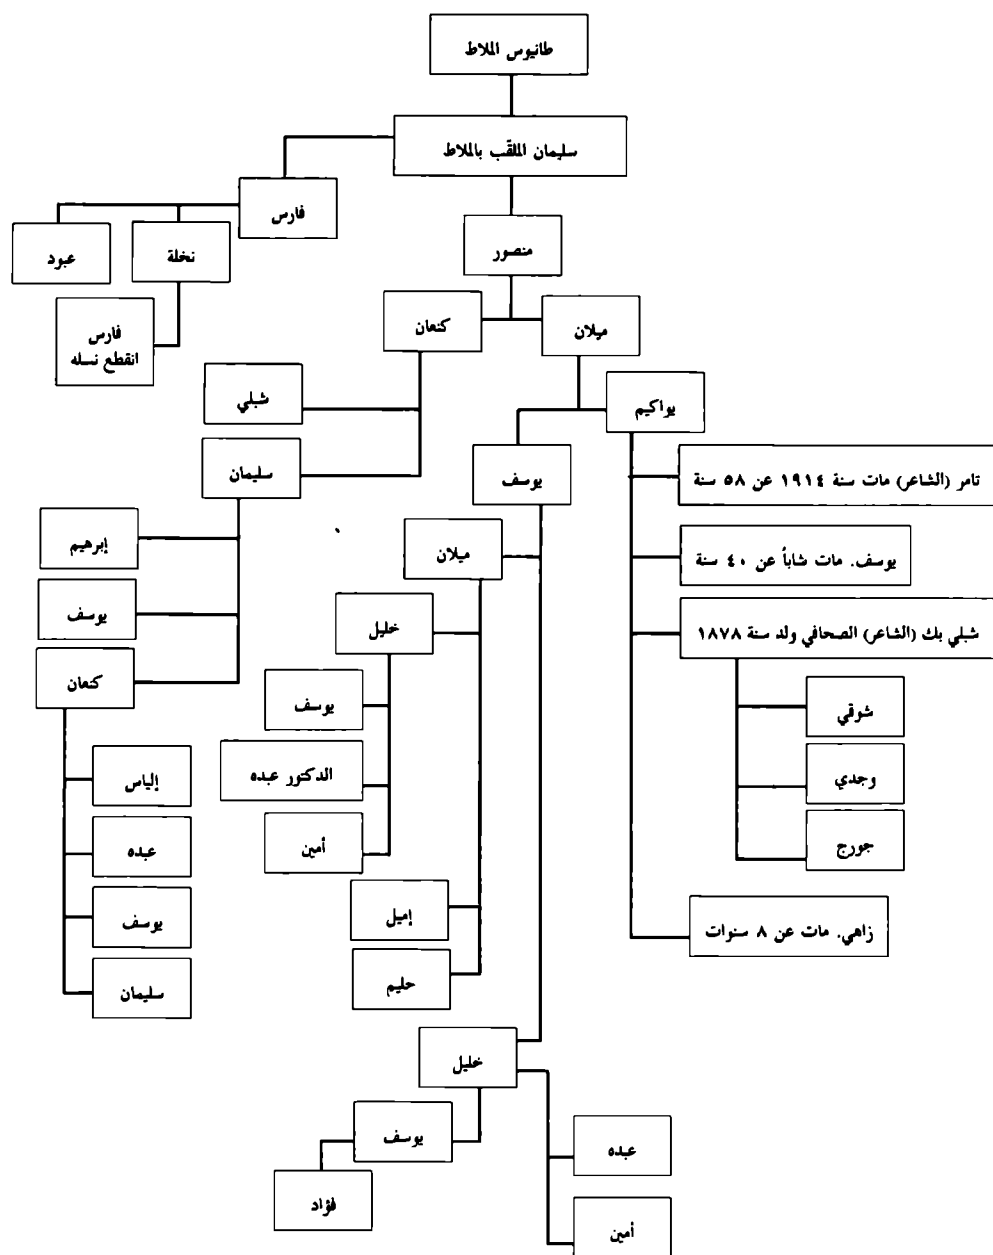 طانيوس الملاط
سليمان الملقّب بالملاط
فارس
منصور
نخلة
عبود
فارس
انقطع نسله
ميلان
كنعان
يواكيم
شبلي
يوسف
سليمان
تامر (الشاعر) مات سنة ١٩١٤ عن ٥٨ سنة
ميلان
إبرهيم
يوسف. مات شاباً عن ٤٠ سنة
خليل
يوسف
شبلي بك (الشاعر) الصحافي ولد سنة ١٨٧٨
كنعان
شوقي
يوسف
وجدي
الدكتور عبده
إلياس
جورج
أمين
عبده
زاهي. مات عن ٨ سنوات
إميل
يوسف
حليم
سليمان
خليل
يوسف
عبده
فؤاد
أمين